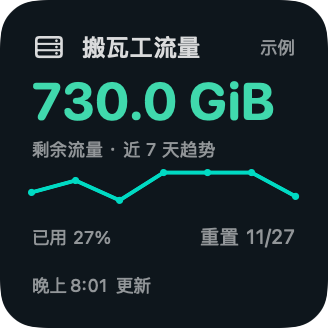 搬瓦工流量 示例
730.0 GiB
剩余流量 · 近 7 天趋势
已用 27% 重置 11/27
晚上 8:01 更新